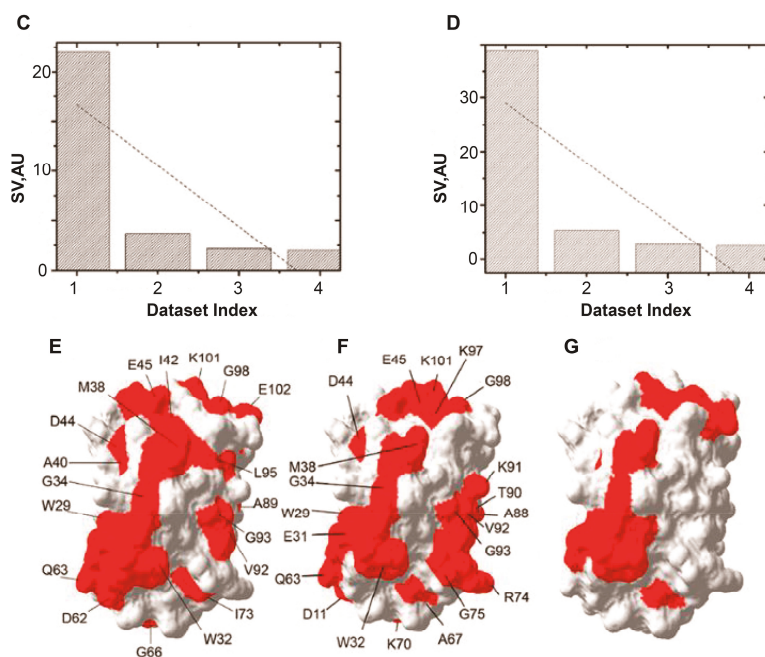 C
SV,AU
20
10
0
1 2 3 4
Dataset Index
D
SV,AU
30
20
10
0
1 2 3 4
Dataset Index
E
E45
I42
K101
G98
E102
M38
D44
A40
G34
W29
Q63
D62
G66
W32
I73
V92
G93
A89
L95
F
E45
K101
K97
G98
D44
M38
G34
W29
E31
Q63
D11
W32
K70
A67
G75
R74
G93
V92
A88
T90
K91
G